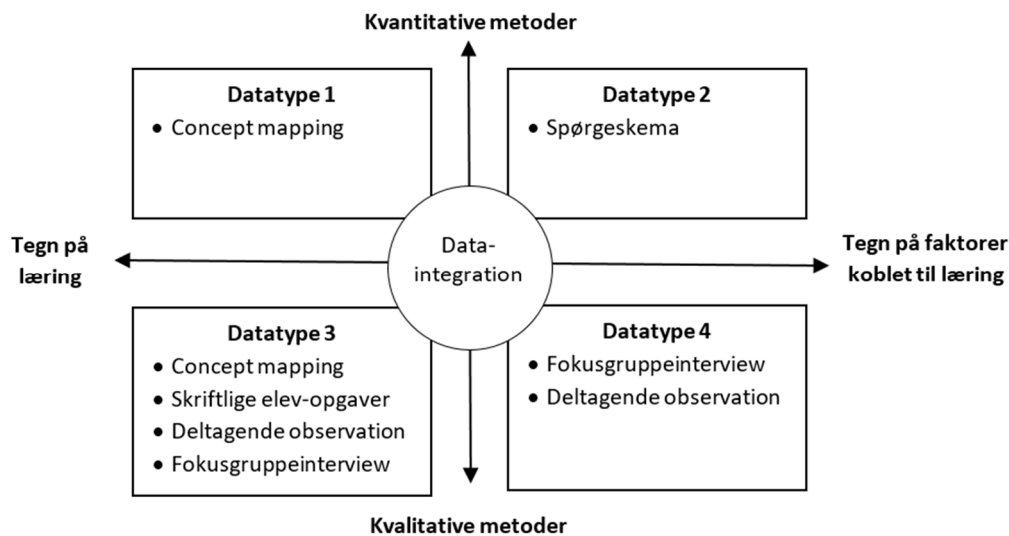 Kvantitative metoder
Datatype 1
• Concept mapping
Datatype 2
• Spørgeskema
Tegn på
læring
Data-
integration
Tegn på faktorer
koblet til læring
Datatype 3
• Concept mapping
• Skriftlige elev-opgaver
• Deltagende observation
• Fokusgruppeinterview
Datatype 4
• Fokusgruppeinterview
• Deltagende observation
Kvalitative metoder